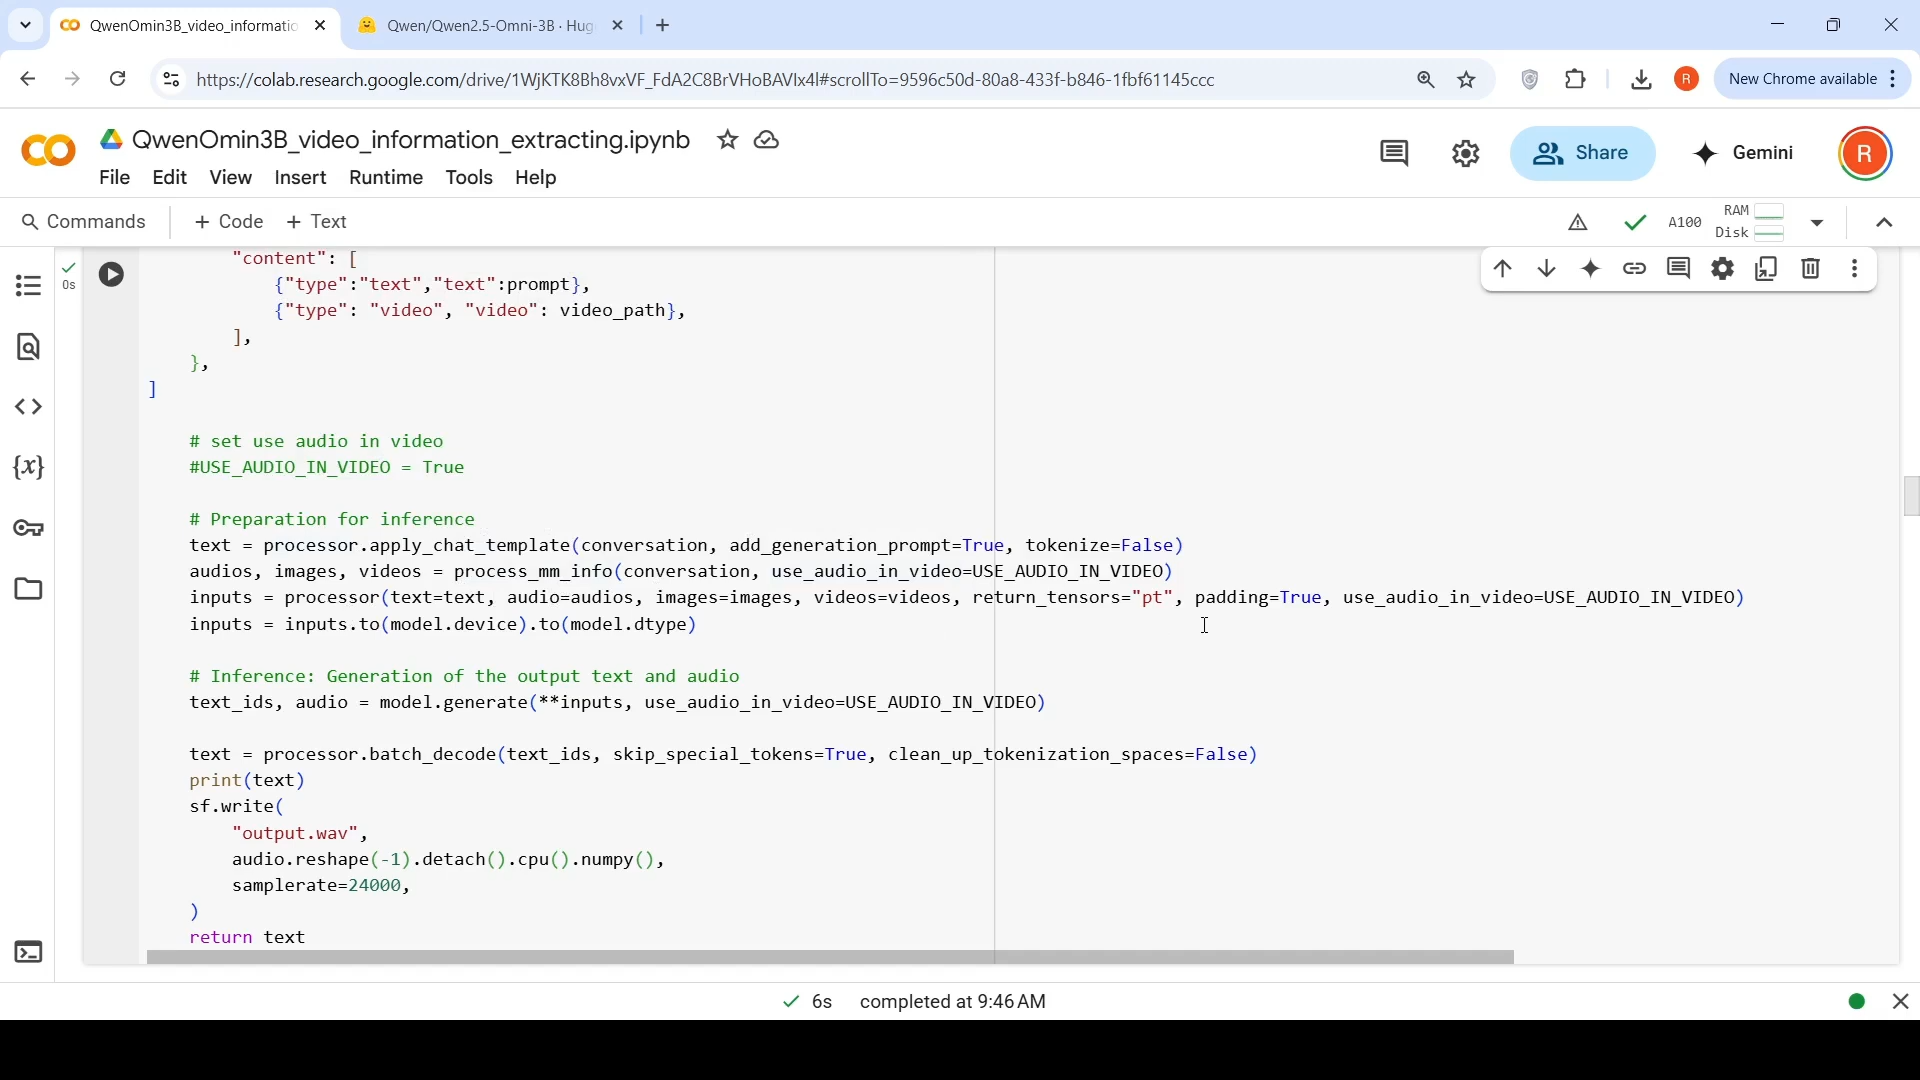 QwenOmin3B_video_informatio
Qwen/Qwen2.5-Omni-3B · Hug
https://colab.research.google.com/drive/1WjKTK8Bh8vxVF_FdA2C8BrVHoBAVIx4l#scrollTo=9596c50d-80a8-433f-b846-1fbf61145ccc
R
New Chrome available
QwenOmin3B_video_information_extracting.ipynb
File Edit View Insert Runtime Tools Help
Share
Gemini
R
Commands
+ Code + Text
A100
RAM
Disk
0s
"content": [
{"type":"text","text":prompt},
{"type": "video", "video": video_path},
],
},
]
# set use audio in video
#USE_AUDIO_IN_VIDEO = True
# Preparation for inference
text = processor.apply_chat_template(conversation, add_generation_prompt=True, tokenize=False)
audios, images, videos = process_mm_info(conversation, use_audio_in_video=USE_AUDIO_IN_VIDEO)
inputs = processor(text=text, audio=audios, images=images, videos=videos, return_tensors="pt", padding=True, use_audio_in_video=USE_AUDIO_IN_VIDEO)
inputs = inputs.to(model.device).to(model.dtype)
# Inference: Generation of the output text and audio
text_ids, audio = model.generate(**inputs, use_audio_in_video=USE_AUDIO_IN_VIDEO)
text = processor.batch_decode(text_ids, skip_special_tokens=True, clean_up_tokenization_spaces=False)
print(text)
sf.write(
"output.wav",
audio.reshape(-1).detach().cpu().numpy(),
samplerate=24000,
)
return text
6s completed at 9:46 AM